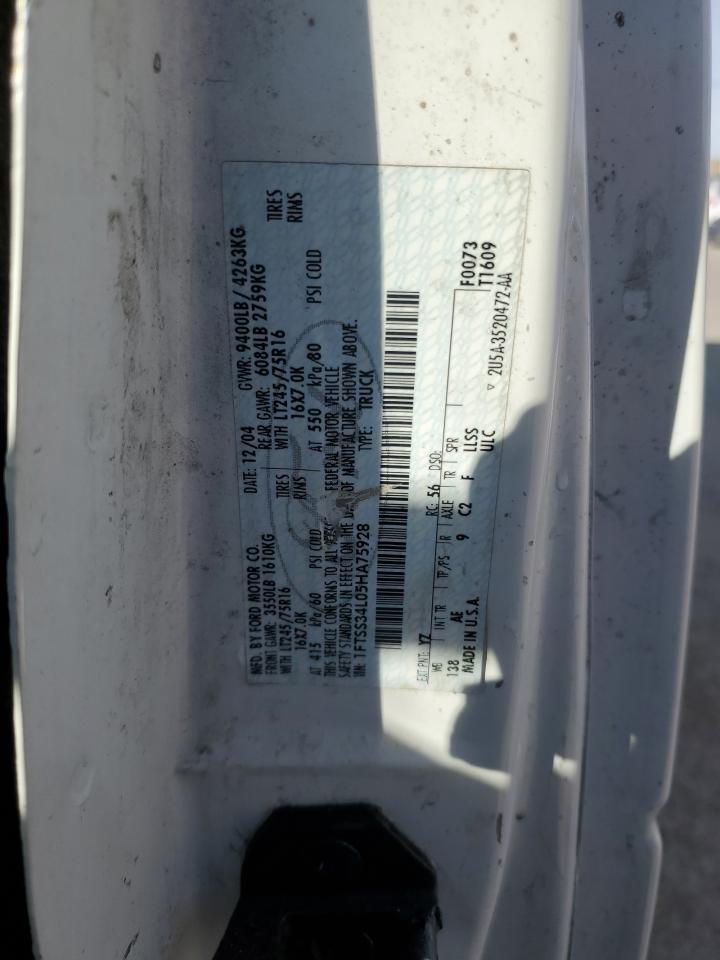 MFD. BY FORD MOTOR CO.
DATE: 12/04 GVWR: 9400LB / 4263KG
FRONT GAWR: 3550LB 1610KG REAR GAWR: 6084LB 2759KG
WITH LT245/75R16 TIRES WITH LT245/75R16 TIRES
16X7.0K RIMS 16X7.0K RIMS
AT 415 kPa/60 PSI COLD AT 550 kPa/80 PSI COLD
THIS VEHICLE CONFORMS TO ALL FEDERAL MOTOR VEHICLE
SAFETY STANDARDS IN EFFECT ON THE OF MANUFACTURE SHOWN ABOVE.
VIN: 1FTSS34L05HA75928 TYPE: TRUCK
EXT PNT: YZ RC: 56 DSO: F0073
WB INT TR TP/PS R AXLE TR SPR T1609
138 AE 9 C2 F LLSS
MADE IN U.S.A. ULC
▽ 2U5A-3520472-AA